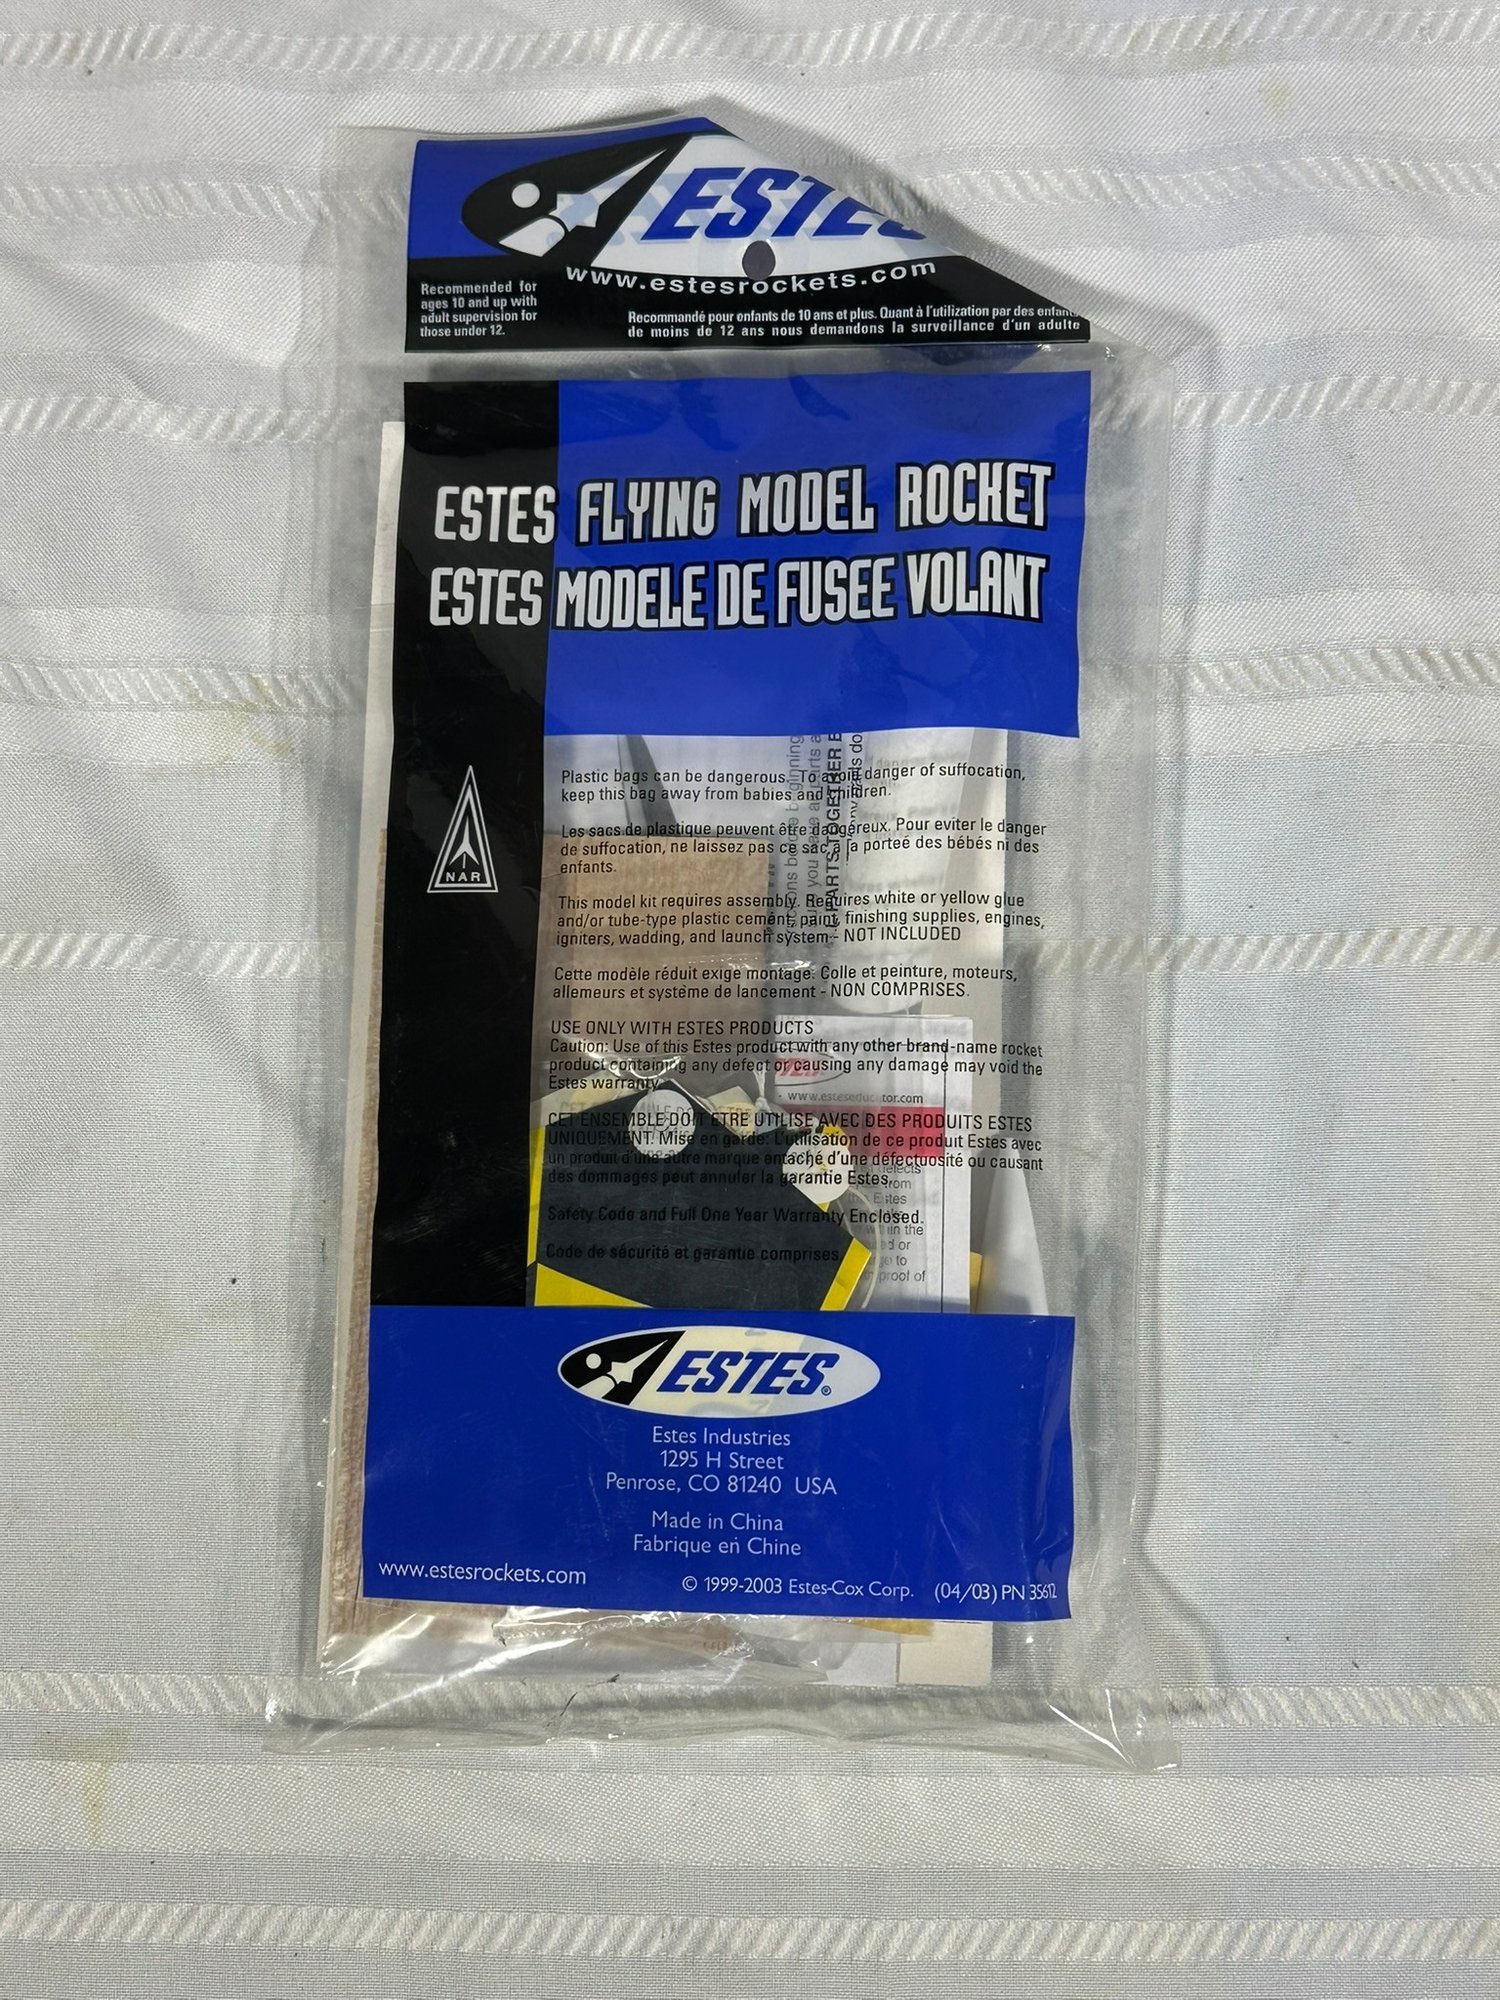 ESTES
www.estesrockets.com
Recommended for
ages 10 and up with
adult supervision for
those under 12.
Recommandé pour enfants de 10 ans et plus. Quant à l'utilization par des enfants
de moins de 12 ans nous demandons la surveillance d'un adulte
ESTES FLYING MODEL ROCKET
ESTES MODELE DE FUSEE VOLANT
NAR
Plastic bags can be dangerous. To avoid danger of suffocation,
keep this bag away from babies and children.
Les sacs de plastique peuvent être dangéreux. Pour eviter le danger
de suffocation, ne laissez pas ce sac à la porteé des bébés ni des
enfants.
This model kit requires assembly. Requires white or yellow glue
and/or tube-type plastic cement, paint, finishing supplies, engines,
igniters, wadding, and launch system - NOT INCLUDED
Cette modèle réduit exige montage: Colle et peinture, moteurs,
allemeurs et système de lancement - NON COMPRISES.
USE ONLY WITH ESTES PRODUCTS
Caution: Use of this Estes product with any other brand-name rocket
product containing any defect or causing any damage may void the
Estes warranty.
CET ENSEMBLE DOIT ETRE UTILISE AVEC DES PRODUITS ESTES
UNIQUEMENT. Mise en garde: L'utilisation de ce produit Estes avec
un produit d'une autre marque entaché d'une défectuosité ou causant
des dommages peut annuler la garantie Estes.
Safety Code and Full One Year Warranty Enclosed.
Code de sécurité et garantie comprises.
PARTS TOGETHER
www.esteseducator.com
proof of
ESTES®
Estes Industries
1295 H Street
Penrose, CO 81240 USA
Made in China
Fabrique en Chine
www.estesrockets.com
© 1999-2003 Estes-Cox Corp. (04/03) PN 35612